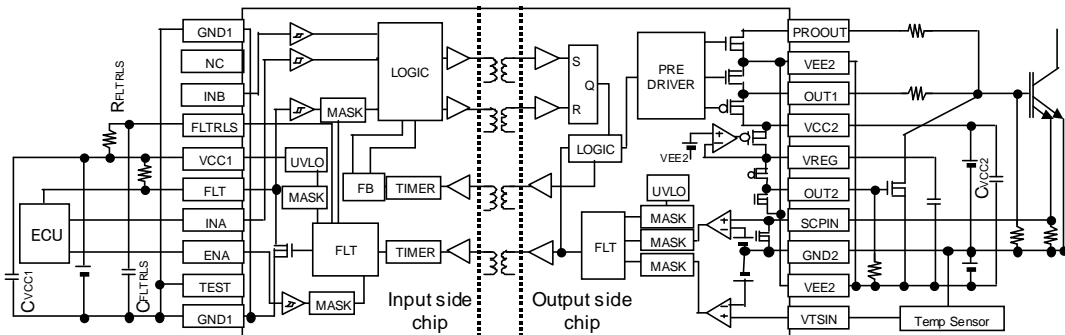 GND1
NC
INB
FLTRLS
VCC1
FLT
INA
ENA
TEST
GND1
RFLTRLS
ECU
CVCC1
CFLTRLS
LOGIC
MASK
UVLO
MASK
FB
TIMER
FLT
TIMER
MASK
Input side
chip
Output side
chip
S
Q
R
PRE
DRIVER
LOGIC
VEE2
UVLO
MASK
FLT
MASK
MASK
PROOUT
VEE2
OUT1
VCC2
VREG
OUT2
SCPIN
GND2
VEE2
VTSIN
CVCC2
Temp Sensor